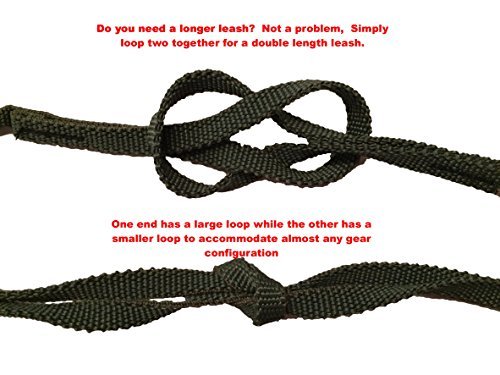 Do you need a longer leash?  Not a problem,  Simply
loop two together for a double length leash.
One end has a large loop while the other has a
smaller loop to accommodate almost any gear
configuration